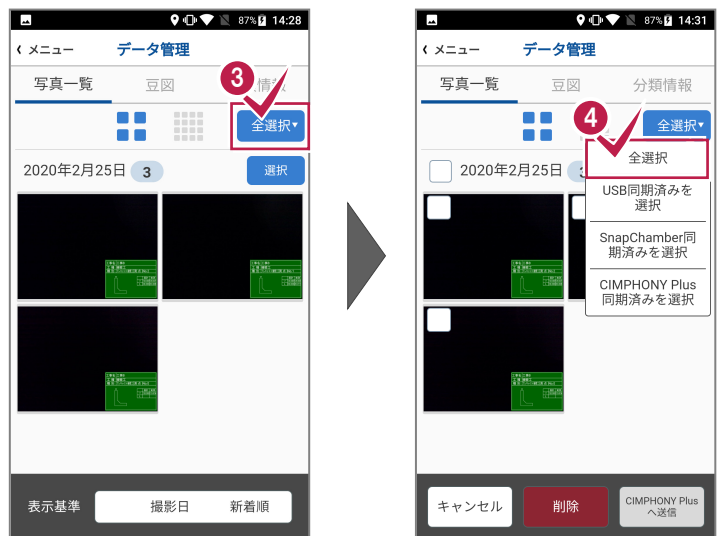 87% 14:28
メニュー データ管理
写真一覧 豆図 情報
3
全選択
2020年2月25日 3 選択
表示基準 撮影日 新着順
87% 14:31
メニュー データ管理
写真一覧 豆図 分類情報
4
全選択
2020年2月25日
全選択
USB同期済みを
選択
SnapChamber同
期済みを選択
CIMPHONY Plus
同期済みを選択
キャンセル 削除 CIMPHONY Plus
へ送信